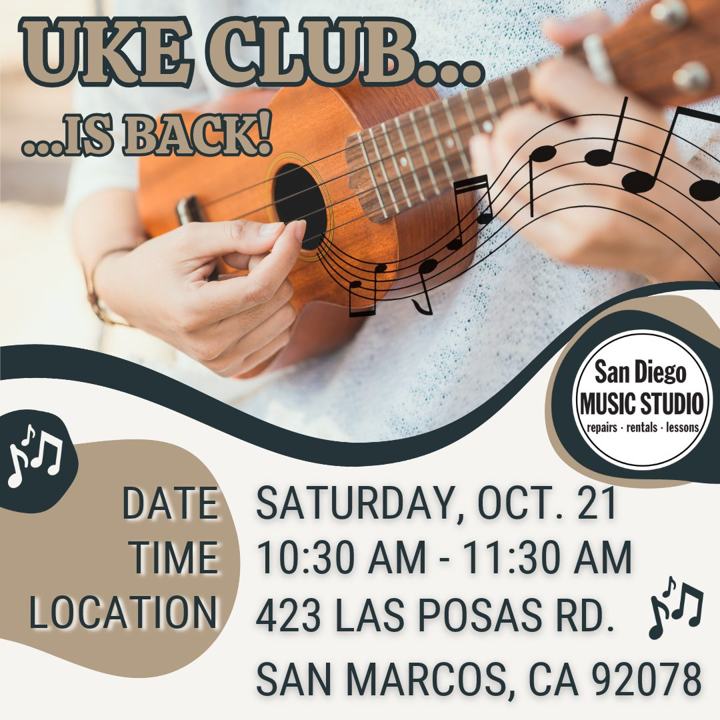 UKE CLUB...
...IS BACK!
San Diego
MUSIC STUDIO
repairs · rentals · lessons
DATE SATURDAY, OCT. 21
TIME 10:30 AM - 11:30 AM
LOCATION 423 LAS POSAS RD.
SAN MARCOS, CA 92078